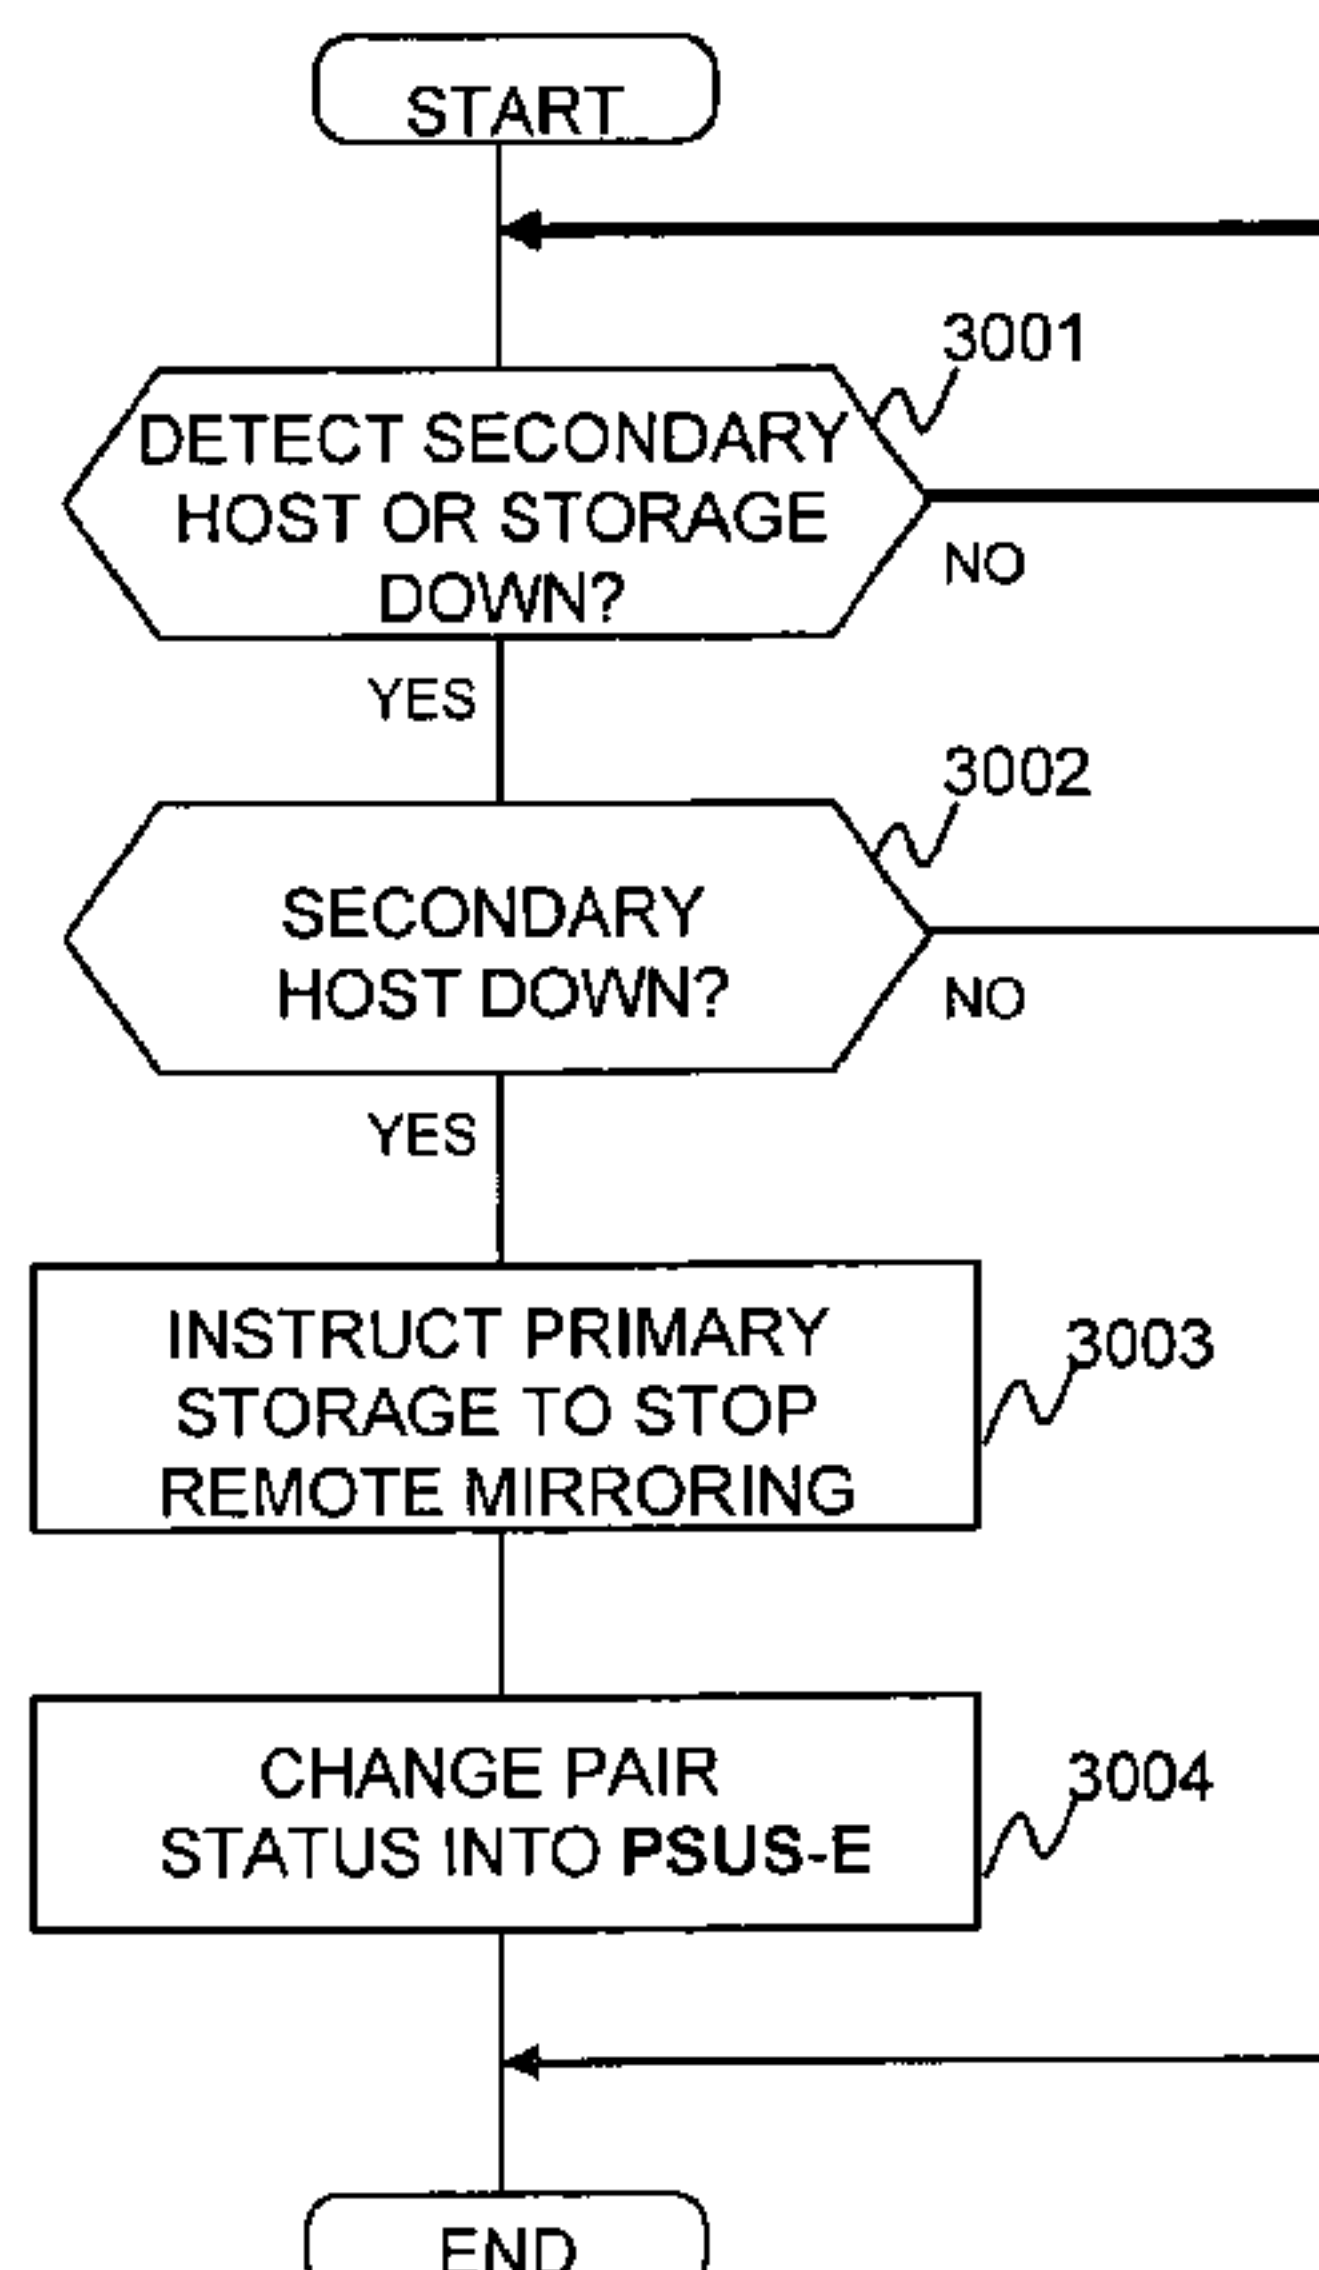 START
3001
DETECT SECONDARY
HOST OR STORAGE
DOWN?
NO
YES
3002
SECONDARY
HOST DOWN?
NO
YES
INSTRUCT PRIMARY
STORAGE TO STOP
REMOTE MIRRORING
3003
CHANGE PAIR
STATUS INTO PSUS-E
3004
END